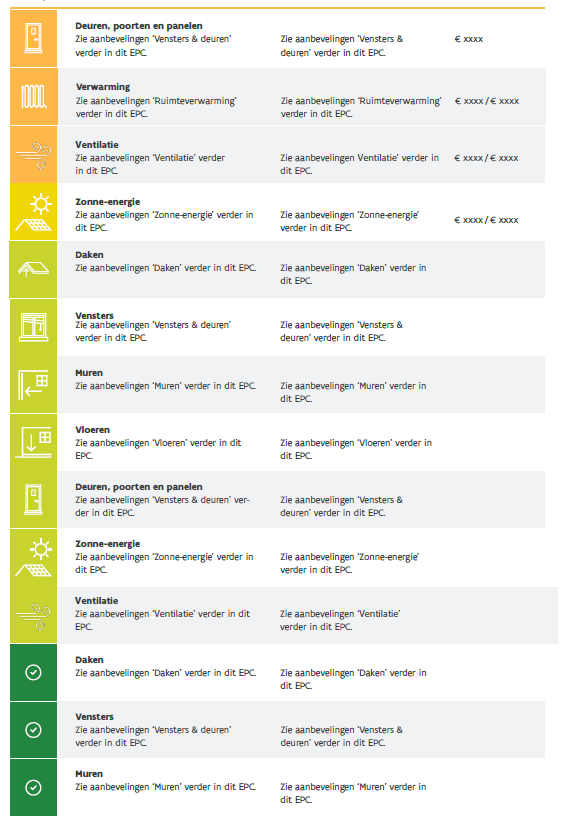 Deuren, poorten en panelen
Zie aanbevelingen ‘Vensters & deuren’
verder in dit EPC.
Zie aanbevelingen ‘Vensters &
deuren’ verder in dit EPC.
€ xxxx
Verwarming
Zie aanbevelingen ‘Ruimteverwarming’
verder in dit EPC.
Zie aanbevelingen ‘Ruimteverwarming’
verder in dit EPC.
€ xxxx / € xxxx
Ventilatie
Zie aanbevelingen ‘Ventilatie’ verder
in dit EPC.
Zie aanbevelingen Ventilatie’ verder in
dit EPC.
€ xxxx / € xxxx
Zonne-energie
Zie aanbevelingen ‘Zonne-energie’ verder in
dit EPC.
Zie aanbevelingen ‘Zonne-energie’
verder in dit EPC.
€ xxxx / € xxxx
Daken
Zie aanbevelingen ‘Daken’ verder in dit EPC.
Zie aanbevelingen ‘Daken’ verder in
dit EPC.
Vensters
Zie aanbevelingen ‘Vensters & deuren’
verder in dit EPC.
Zie aanbevelingen ‘Vensters &
deuren’ verder in dit EPC.
Muren
Zie aanbevelingen ‘Muren’ verder in dit EPC.
Zie aanbevelingen ‘Muren’ verder in
dit EPC.
Vloeren
Zie aanbevelingen ‘Vloeren’ verder in dit
EPC.
Zie aanbevelingen ‘Vloeren’ verder in
dit EPC.
Deuren, poorten en panelen
Zie aanbevelingen ‘Vensters & deuren’ ver-
der in dit EPC.
Zie aanbevelingen ‘Vensters &
deuren’ verder in dit EPC.
Zonne-energie
Zie aanbevelingen ‘Zonne-energie’ verder in
dit EPC.
Zie aanbevelingen ‘Zonne-energie’
verder in dit EPC.
Ventilatie
Zie aanbevelingen ‘Ventilatie’ verder in dit
EPC.
Zie aanbevelingen ‘Ventilatie’
verder in dit EPC.
Daken
Zie aanbevelingen ‘Daken’ verder in dit EPC.
Zie aanbevelingen ‘Daken’ verder in
dit EPC.
Vensters
Zie aanbevelingen ‘Vensters & deuren’
verder in dit EPC.
Zie aanbevelingen ‘Vensters &
deuren’ verder in dit EPC.
Muren
Zie aanbevelingen ‘Muren’ verder in dit EPC.
Zie aanbevelingen ‘Muren’ verder in
dit EPC.